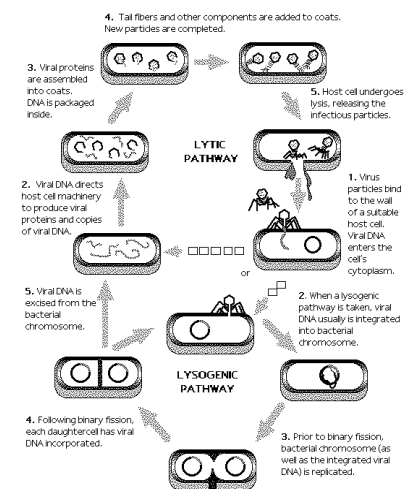 4. Tail fibers and other components are added to coats.
New particles are completed.
3. Viral proteins
are assembled
into coats.
DNA is packaged
inside.
5. Host cell undergoes
lysis, releasing the
infectious particles.
LYTIC
PATHWAY
2. Viral DNA directs
host cell machinery
to produce viral
proteins and copies
of viral DNA.
1. Virus
particles bind
to the wall
of a suitable
host cell.
Viral DNA
enters the
cell's
cytoplasm.
or
5. Viral DNA is
excised from the
bacterial
chromosome.
2. When a lysogenic
pathway is taken, viral
DNA usually is integrated
into bacterial
chromosome.
LYSOGENIC
PATHWAY
4. Following binary fission,
each daughtercell has viral
DNA incorporated.
3. Prior to binary fission,
bacterial chromosome (as
well as the integrated viral
DNA) is replicated.